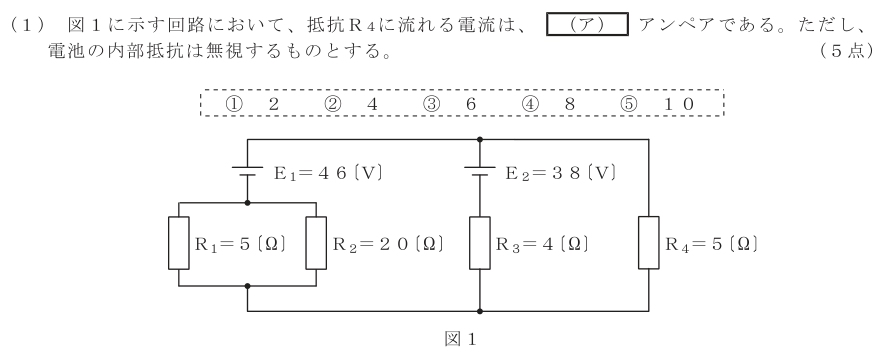 (1) 図1に示す回路において、抵抗R4に流れる電流は、 (ア) アンペアである。ただし、
電池の内部抵抗は無視するものとする。 (5点)
① 2 ② 4 ③ 6 ④ 8 ⑤ 10
E1=46〔V〕 E2=38〔V〕
R1=5〔Ω〕 R2=20〔Ω〕 R3=4〔Ω〕 R4=5〔Ω〕
図1